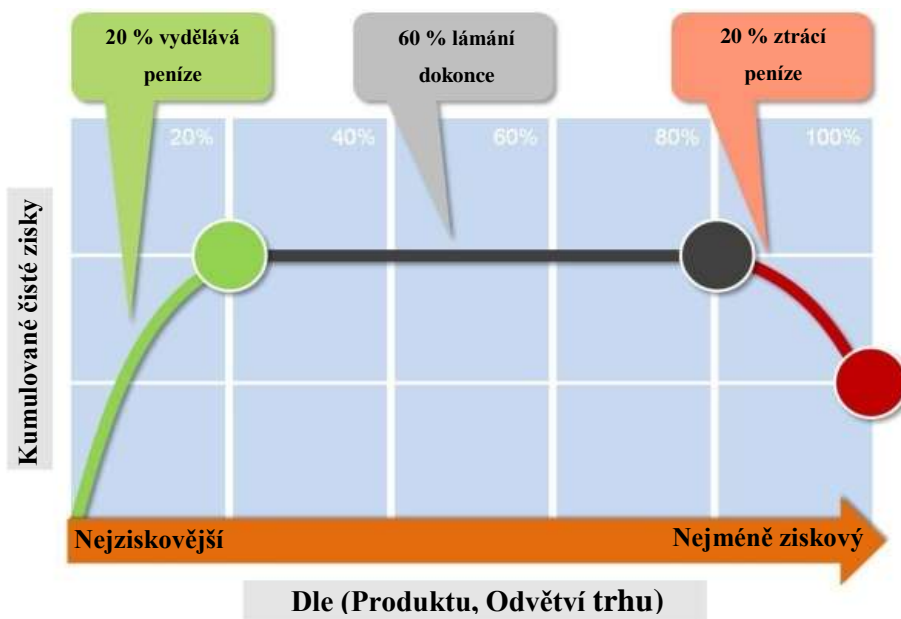 20 % vydělává
peníze
60 % lámání
dokonce
20 % ztrácí
peníze
20%
40%
60%
80%
100%
Kumulované čisté zisky
Nejziskovější
Nejméně ziskový
Dle (Produktu, Odvětví trhu)